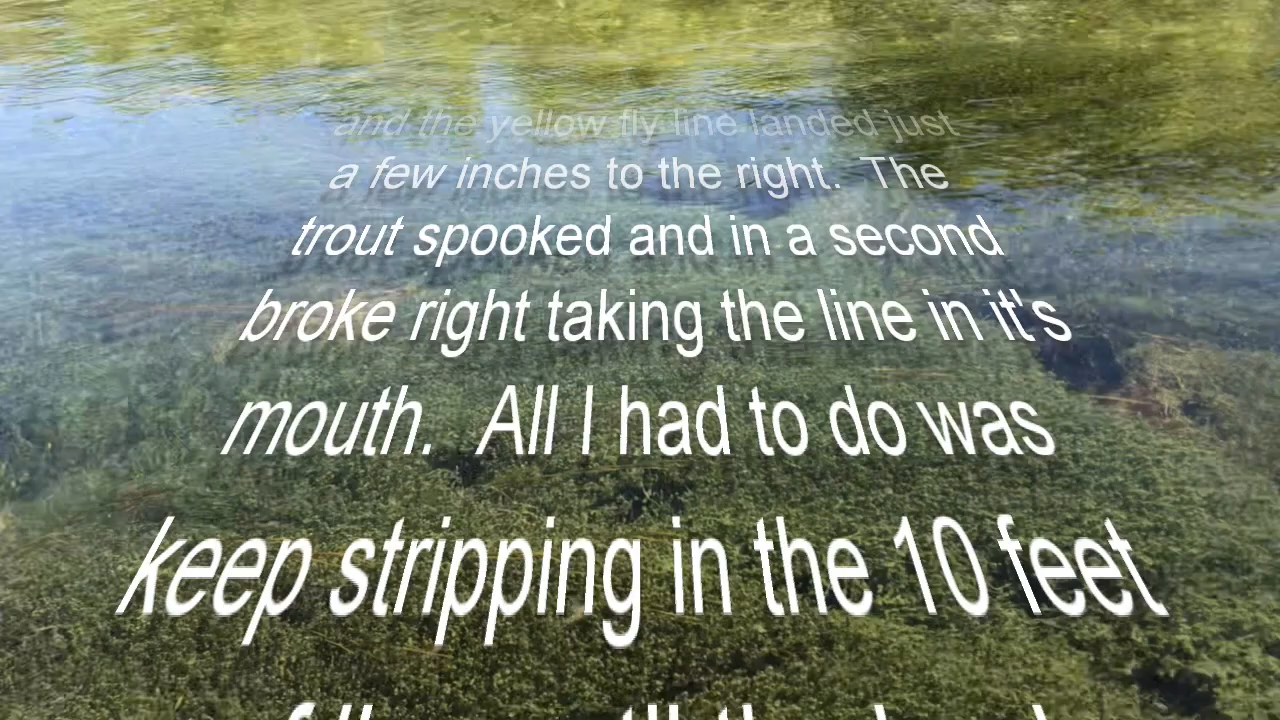 and the yellow fly line landed just
a few inches to the right.  The
trout spooked and in a second
broke right taking the line in it's
mouth.  All I had to do was
keep stripping in the 10 feet